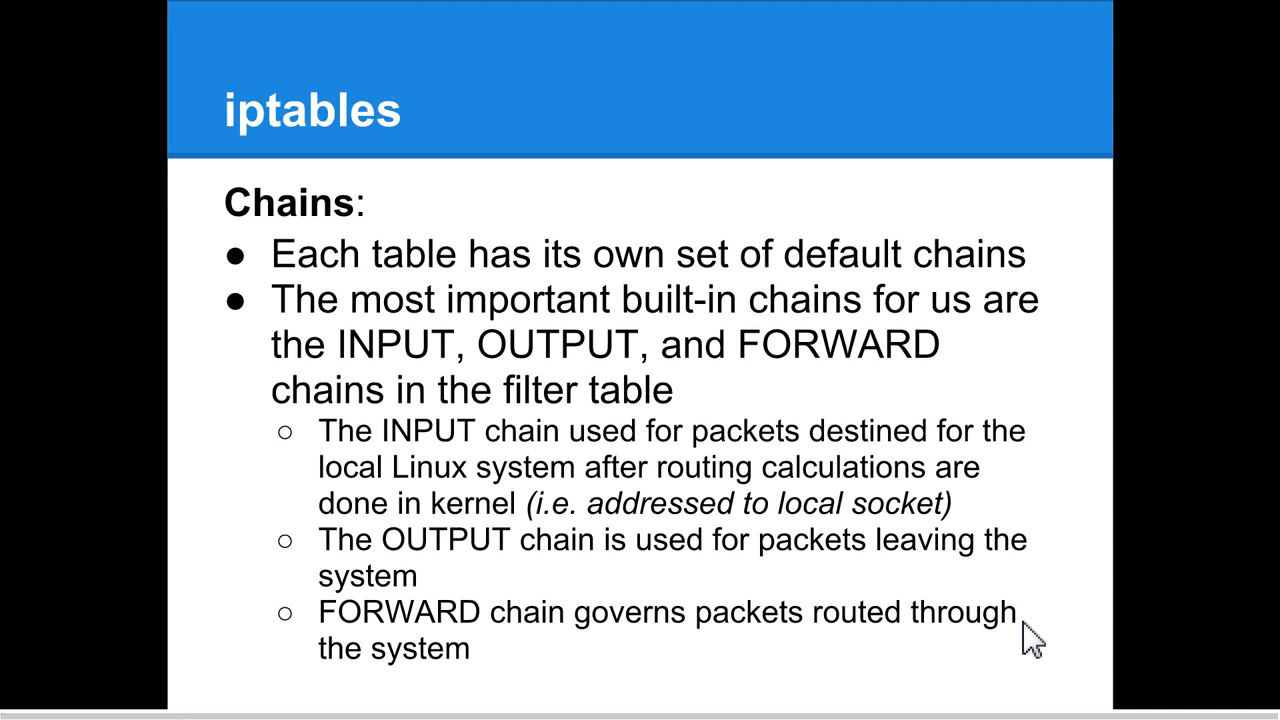 iptables
Chains:
● Each table has its own set of default chains
● The most important built-in chains for us are
the INPUT, OUTPUT, and FORWARD
chains in the filter table
○ The INPUT chain used for packets destined for the
local Linux system after routing calculations are
done in kernel (i.e. addressed to local socket)
○ The OUTPUT chain is used for packets leaving the
system
○ FORWARD chain governs packets routed through
the system